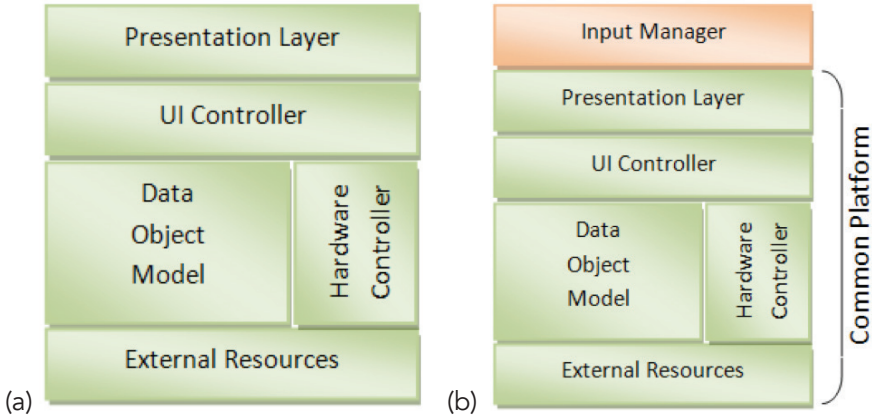 Presentation Layer
UI Controller
Data
Object
Model
Hardware
Controller
External Resources
(a)
Input Manager
Presentation Layer
UI Controller
Data
Object
Model
Hardware
Controller
External Resources
Common Platform
(b)